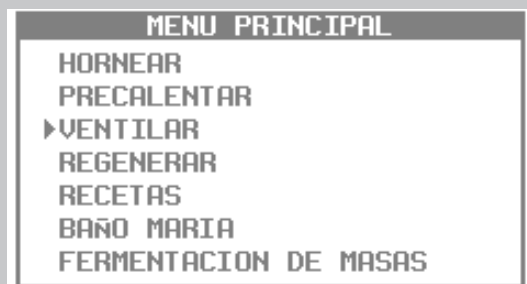 MENU PRINCIPAL
HORNEAR
PRECALENTAR
VENTILAR
REGENERAR
RECETAS
BAñO MARIA
FERMENTACION DE MASAS